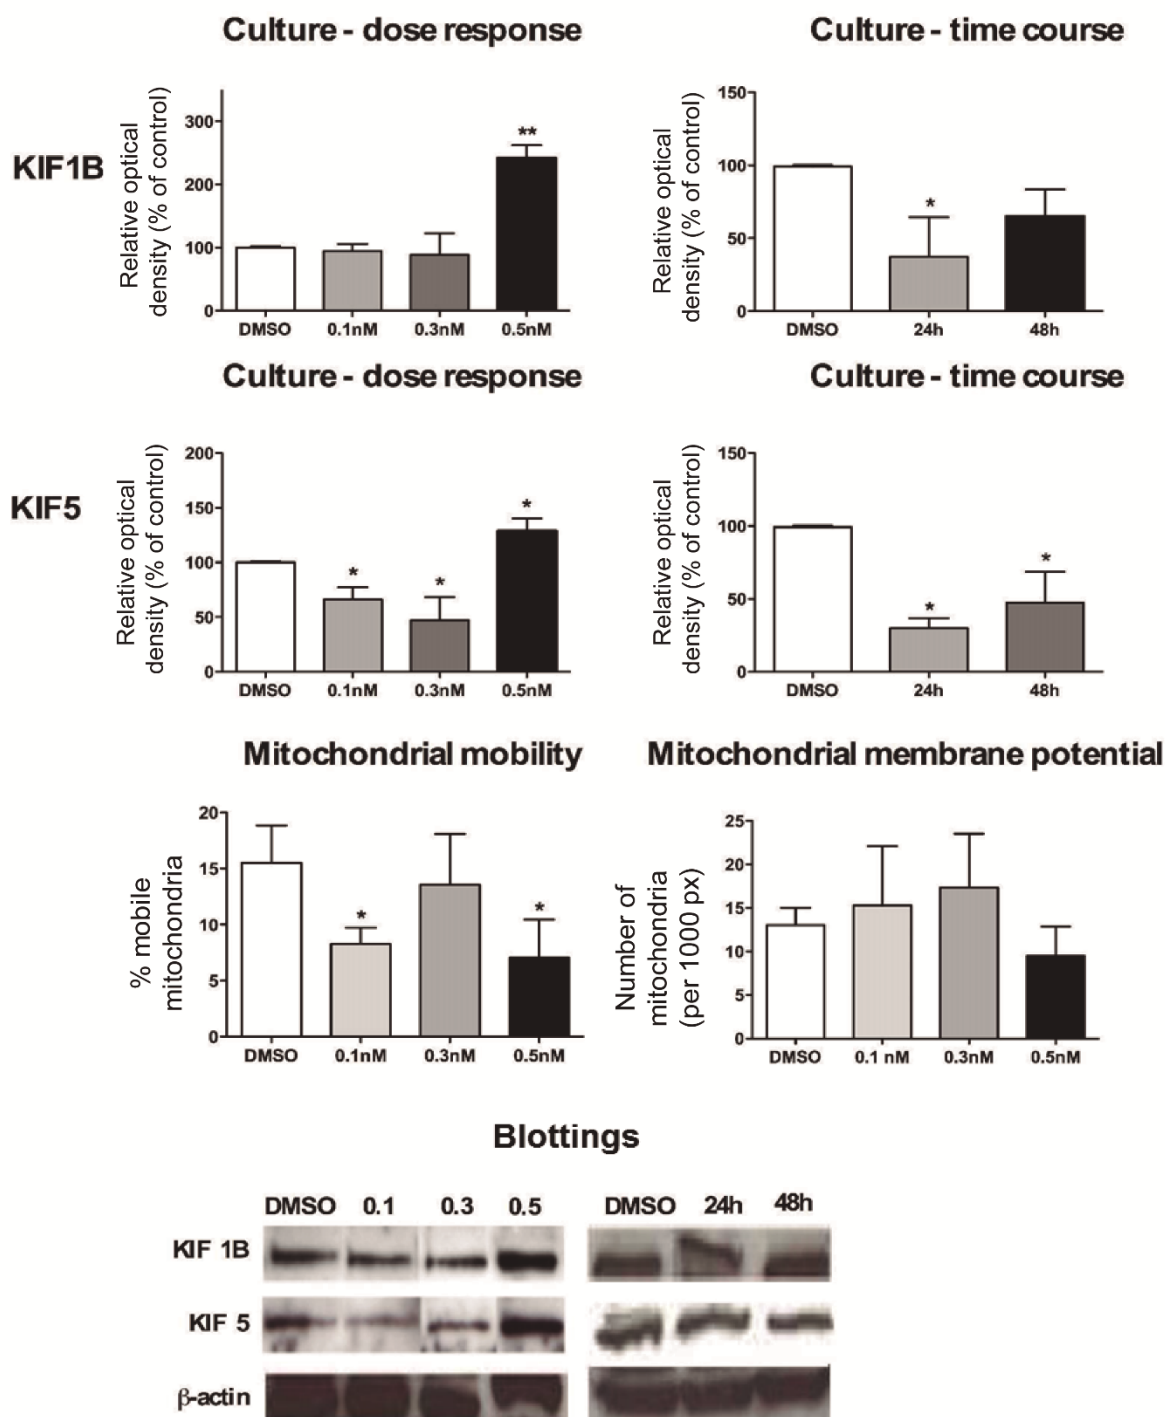 Culture - dose response
Culture - time course
KIF1B
Relative optical
density (% of control)
300
200
100
0
**
DMSO
0.1nM
0.3nM
0.5nM
Relative optical
density (% of control)
150
100
50
0
*
DMSO
24h
48h
Culture - dose response
Culture - time course
KIF5
Relative optical
density (% of control)
200
150
100
50
0
*
*
*
DMSO
0.1nM
0.3nM
0.5nM
Relative optical
density (% of control)
150
100
50
0
*
*
DMSO
24h
48h
Mitochondrial mobility
Mitochondrial membrane potential
% mobile
mitochondria
20
15
10
5
0
*
*
DMSO
0.1nM
0.3nM
0.5nM
Number of
mitochondria
(per 1000 px)
25
20
15
10
5
0
DMSO
0.1 nM
0.3nM
0.5nM
Blottings
DMSO 0.1 0.3 0.5
DMSO 24h 48h
KIF 1B
KIF 5
β-actin